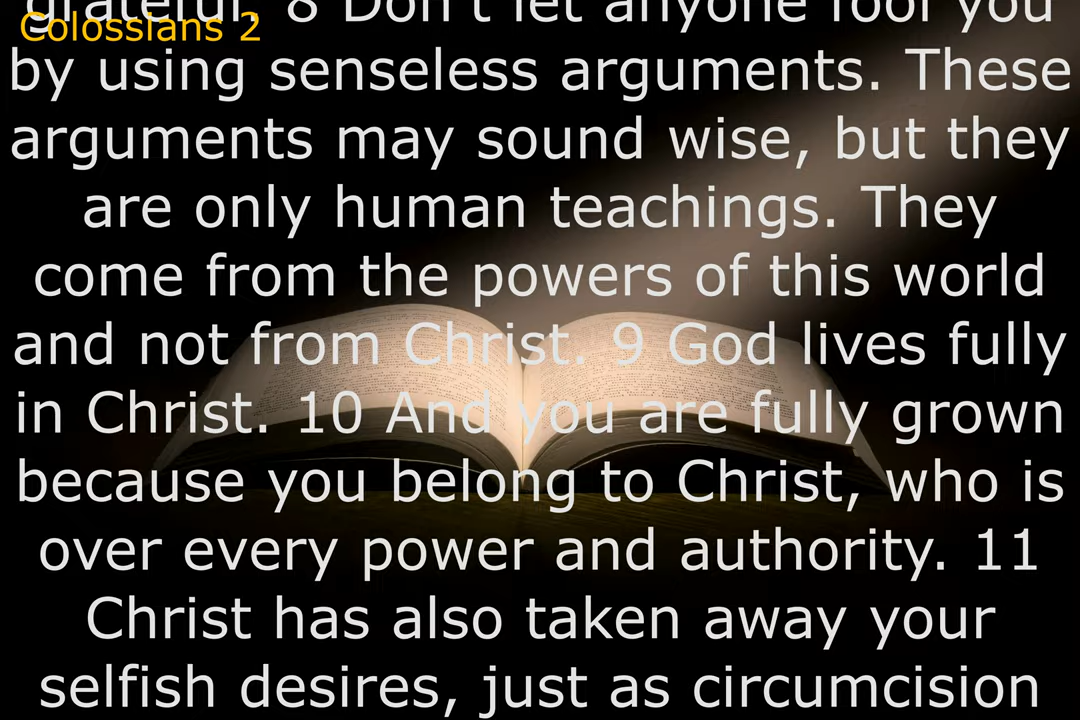 grateful. 8 Don't let anyone fool you
Colossians 2
by using senseless arguments. These
arguments may sound wise, but they
are only human teachings. They
come from the powers of this world
and not from Christ. 9 God lives fully
in Christ. 10 And you are fully grown
because you belong to Christ, who is
over every power and authority. 11
Christ has also taken away your
selfish desires, just as circumcision